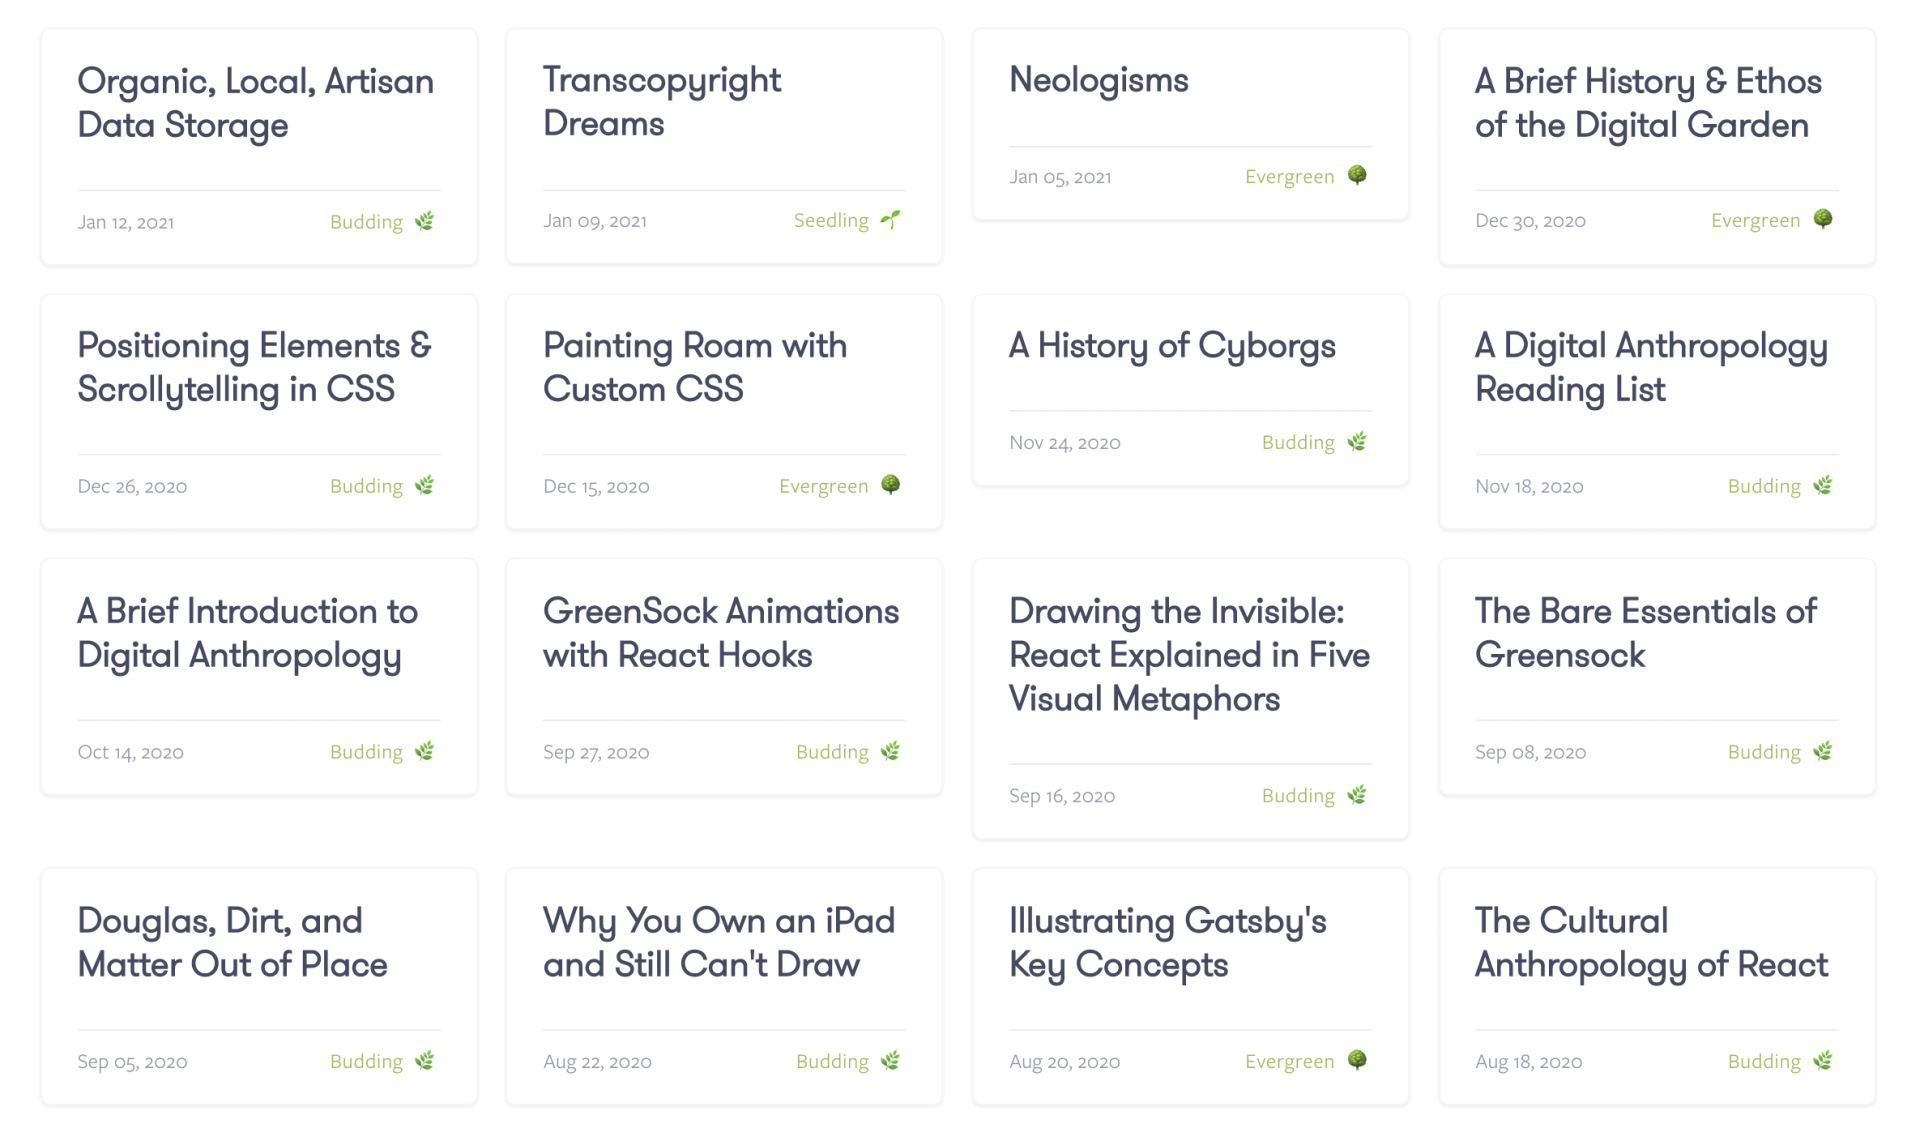 Organic, Local, Artisan
Data Storage
Jan 12, 2021
Budding
Transcopyright
Dreams
Jan 09, 2021
Seedling
Neologisms
Jan 05, 2021
Evergreen
A Brief History & Ethos
of the Digital Garden
Dec 30, 2020
Evergreen
Positioning Elements &
Scrollytelling in CSS
Dec 26, 2020
Budding
Painting Roam with
Custom CSS
Dec 15, 2020
Evergreen
A History of Cyborgs
Nov 24, 2020
Budding
A Digital Anthropology
Reading List
Nov 18, 2020
Budding
A Brief Introduction to
Digital Anthropology
Oct 14, 2020
Budding
GreenSock Animations
with React Hooks
Sep 27, 2020
Budding
Drawing the Invisible:
React Explained in Five
Visual Metaphors
Sep 16, 2020
Budding
The Bare Essentials of
Greensock
Sep 08, 2020
Budding
Douglas, Dirt, and
Matter Out of Place
Sep 05, 2020
Budding
Why You Own an iPad
and Still Can't Draw
Aug 22, 2020
Budding
Illustrating Gatsby's
Key Concepts
Aug 20, 2020
Evergreen
The Cultural
Anthropology of React
Aug 18, 2020
Budding